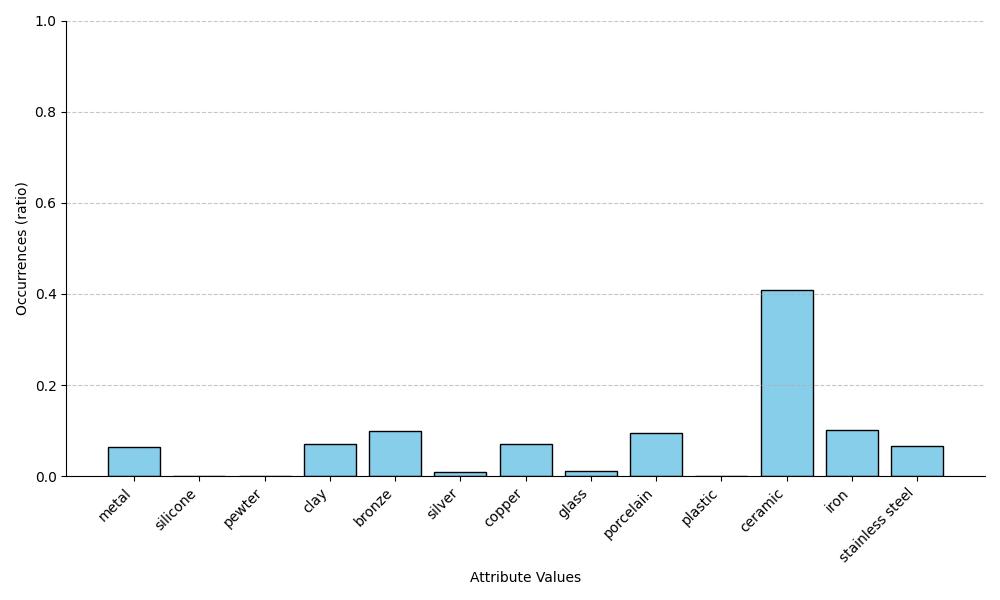 1.0
0.8
0.6
0.4
0.2
0.0
Occurrences (ratio)
metal
silicone
pewter
clay
bronze
silver
copper
glass
porcelain
plastic
ceramic
iron
stainless steel
Attribute Values